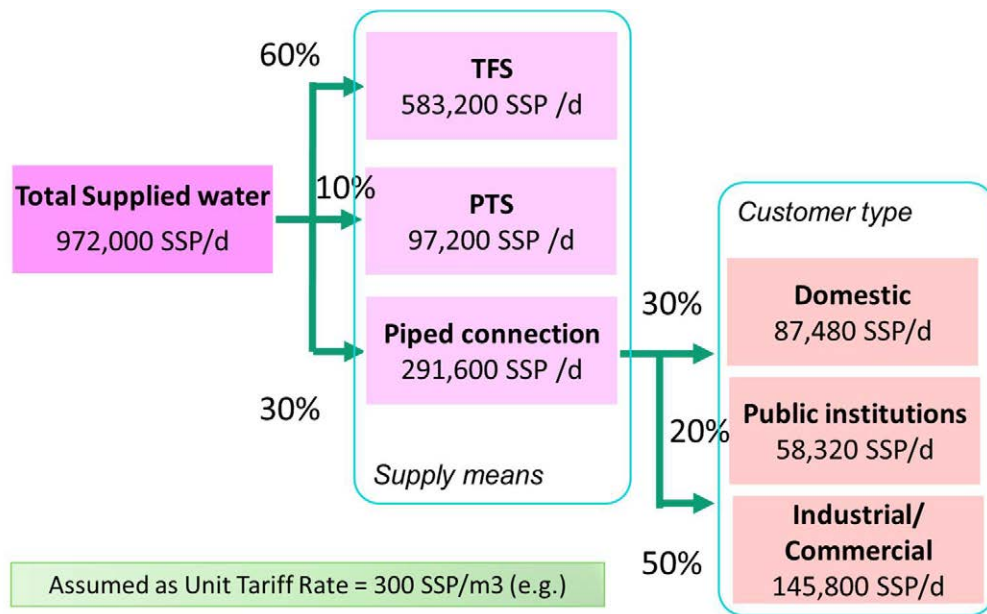 60%
TFS
583,200 SSP /d
Total Supplied water
972,000 SSP/d
10%
PTS
97,200 SSP /d
Customer type
30%
Piped connection
291,600 SSP /d
30%
Domestic
87,480 SSP/d
20%
Public institutions
58,320 SSP/d
Supply means
50%
Industrial/
Commercial
145,800 SSP/d
Assumed as Unit Tariff Rate = 300 SSP/m3 (e.g.)